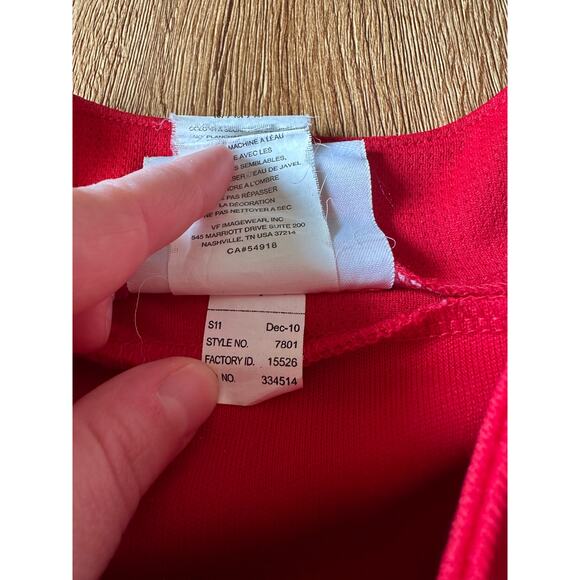 MACHINE A L'EAU
AVEC LES
SEMBLABLES,
EAU DE JAVEL
A L'OMBRE
PAS REPASSER
LA DÉCORATION
NE PAS NETTOYER A SEC
VF IMAGEWEAR, INC
545 MARRIOTT DRIVE SUITE 200
NASHVILLE, TN USA 37214
CA#54918
S11 Dec-10
STYLE NO. 7801
FACTORY ID. 15526
NO. 334514